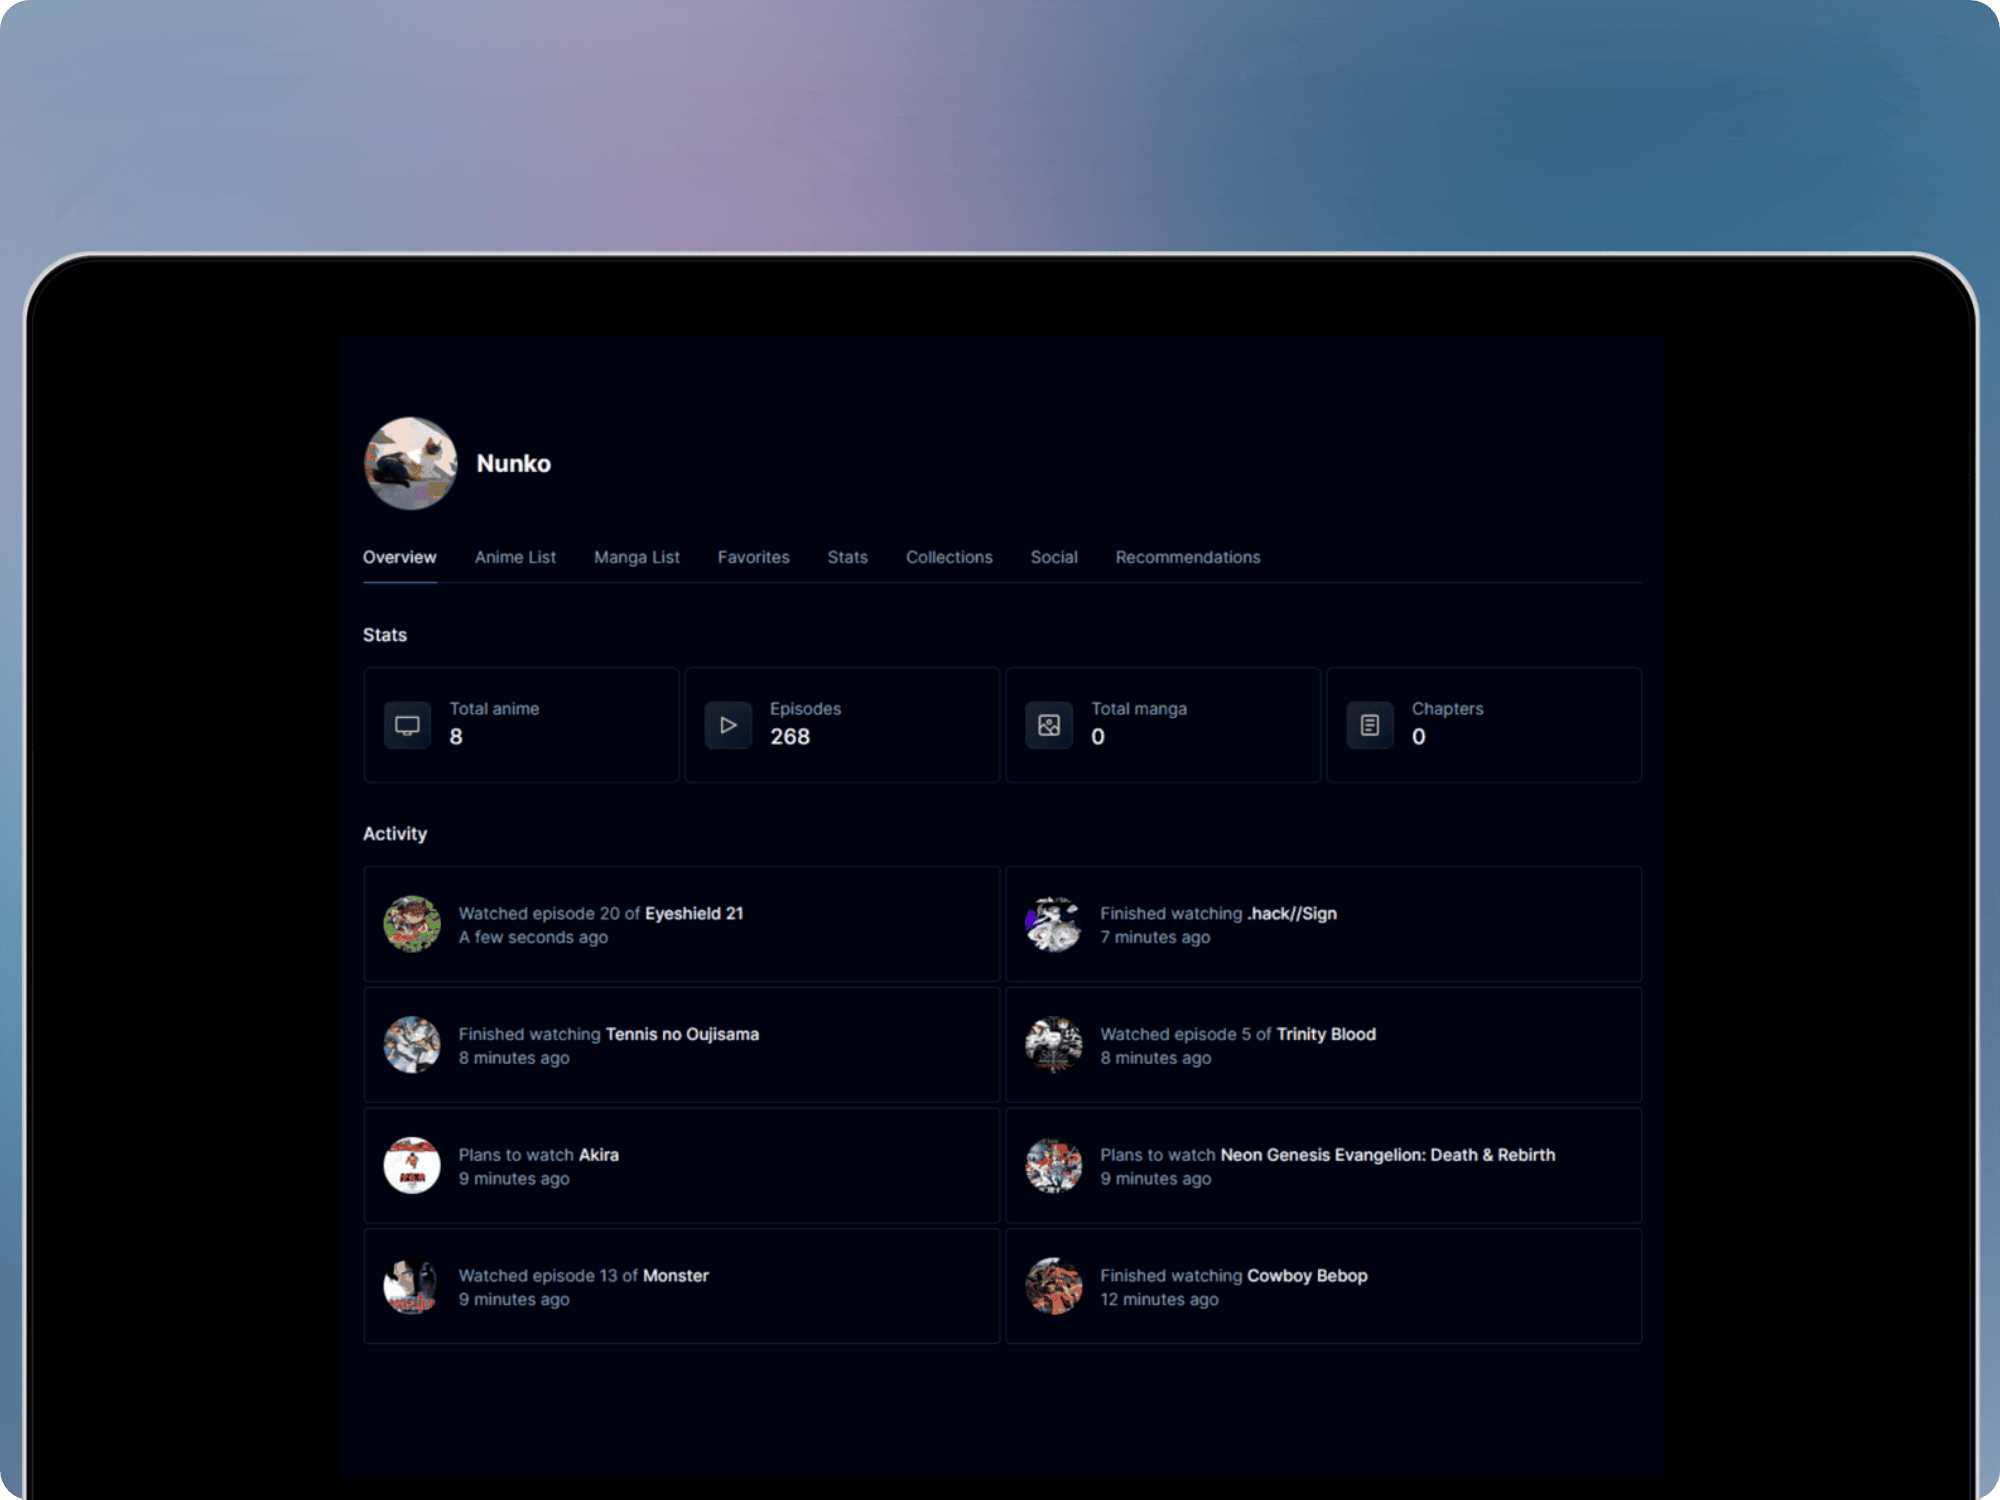 Nunko
Overview Anime List Manga List Favorites Stats Collections Social Recommendations
Stats
Total anime
8
Episodes
268
Total manga
0
Chapters
0
Activity
Watched episode 20 of Eyeshield 21
A few seconds ago
Finished watching .hack//Sign
7 minutes ago
Finished watching Tennis no Oujisama
8 minutes ago
Watched episode 5 of Trinity Blood
8 minutes ago
Plans to watch Akira
9 minutes ago
Plans to watch Neon Genesis Evangelion: Death & Rebirth
9 minutes ago
Watched episode 13 of Monster
9 minutes ago
Finished watching Cowboy Bebop
12 minutes ago